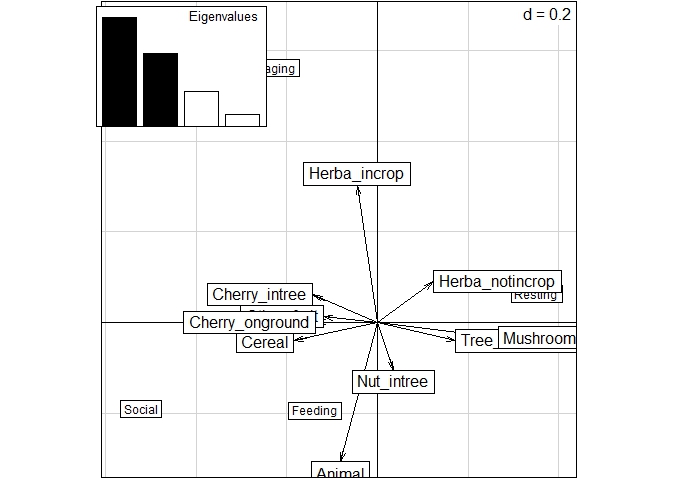 Eigenvalues
d = 0.2
aging
Herba_incrop
Herba_notincrop
Resting
Cherry_intree
Cherry_onground
Cereal
Tree_
Mushroom
Nut_intree
Social
Feeding
Animal